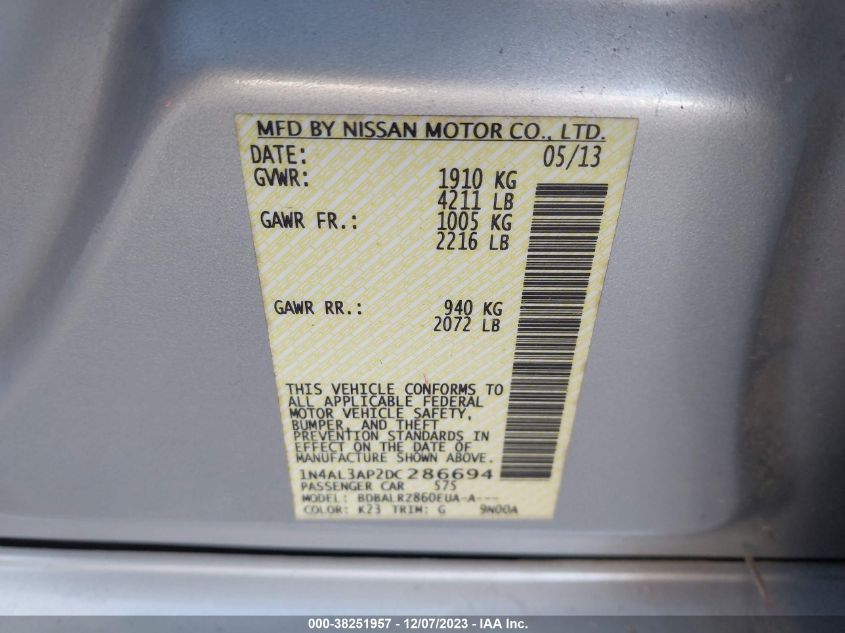 MFD BY NISSAN MOTOR CO., LTD.
DATE: 05/13
GVWR: 1910 KG
4211 LB
GAWR FR.: 1005 KG
2216 LB
GAWR RR.: 940 KG
2072 LB
THIS VEHICLE CONFORMS TO
ALL APPLICABLE FEDERAL
MOTOR VEHICLE SAFETY,
BUMPER, AND THEFT
PREVENTION STANDARDS IN
EFFECT ON THE DATE OF
MANUFACTURE SHOWN ABOVE.
1N4AL3AP2DC286694
PASSENGER CAR 575
MODEL: BDBALRZ860EUA-A---
COLOR: K23 TRIM: G 9N00A
000-38251957 - 12/07/2023 - IAA Inc.